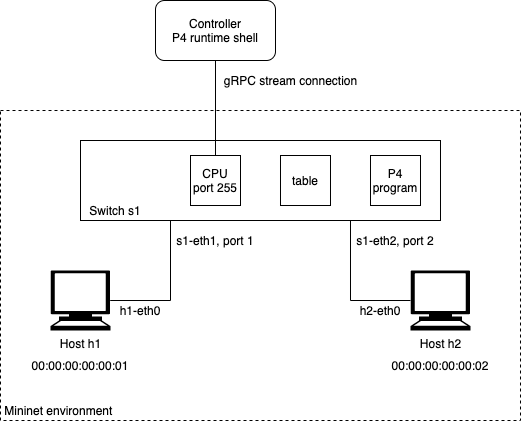 Controller
P4 runtime shell
gRPC stream connection
CPU
port 255
table
P4
program
Switch s1
s1-eth1, port 1
s1-eth2, port 2
h1-eth0
h2-eth0
Host h1
Host h2
00:00:00:00:00:01
00:00:00:00:00:02
Mininet environment